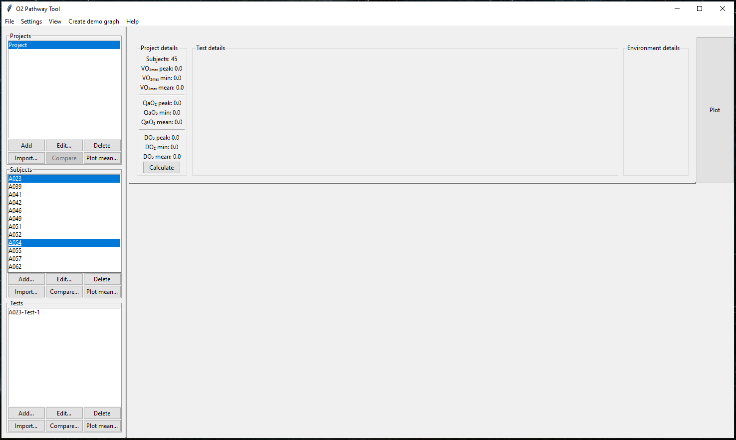 O2 Pathway Tool
File Settings View Create demo graph Help
Projects
Project
Add Edit... Delete
Import... Compare Plot mean...
Subjects
A023
A039
A041
A042
A046
A049
A051
A052
A054
A055
A057
A062
Add... Edit... Delete
Import... Compare... Plot mean...
Tests
A023-Test-1
Add... Edit... Delete
Import... Compare... Plot mean...
Project details
Subjects: 45
VO₂ₘₐₓ peak: 0.0
VO₂ₘₐₓ min: 0.0
VO₂ₘₐₓ mean: 0.0
QaO₂ peak: 0.0
QaO₂ min: 0.0
QaO₂ mean: 0.0
DO₂ peak: 0.0
DO₂ min: 0.0
DO₂ mean: 0.0
Calculate
Test details
Environment details
Plot